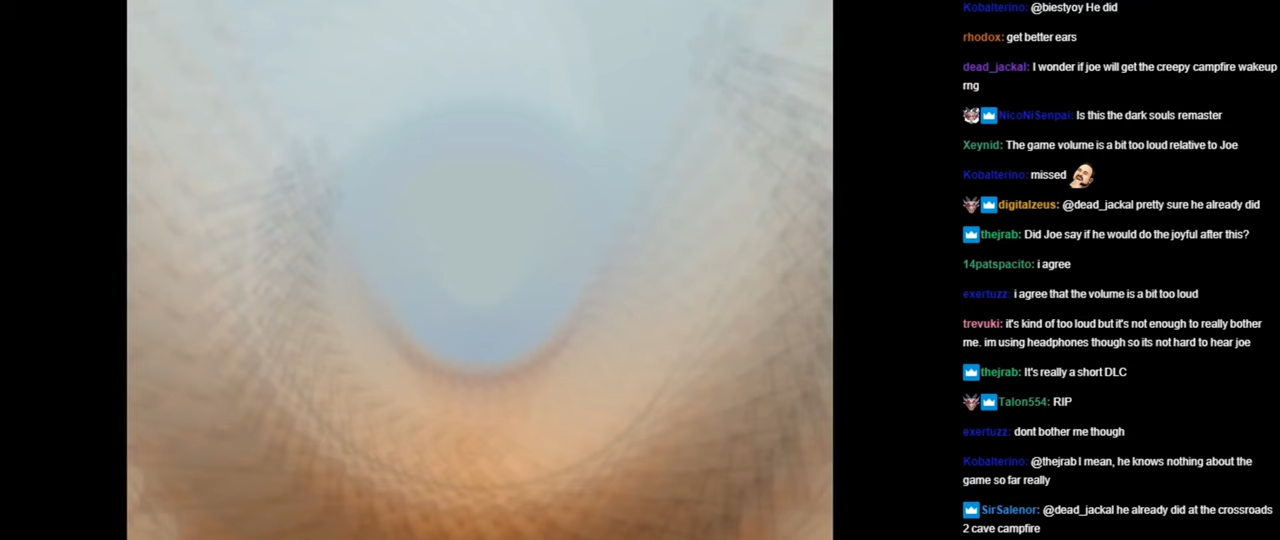 Kobalterino: @biestyoy He did
rhodox: get better ears
dead_jackal: I wonder if joe will get the creepy campfire wakeup
rng
NicoNiSenpai: Is this the dark souls remaster
Xeynid: The game volume is a bit too loud relative to Joe
Kobalterino: missed
digitalzeus: @dead_jackal pretty sure he already did
thejrab: Did Joe say if he would do the joyful after this?
14patspacito: i agree
exertuzz: i agree that the volume is a bit too loud
trevuki: it's kind of too loud but it's not enough to really bother
me. im using headphones though so its not hard to hear joe
thejrab: It's really a short DLC
Talon554: RIP
exertuzz: dont bother me though
Kobalterino: @thejrab I mean, he knows nothing about the
game so far really
SirSalenor: @dead_jackal he already did at the crossroads
2 cave campfire